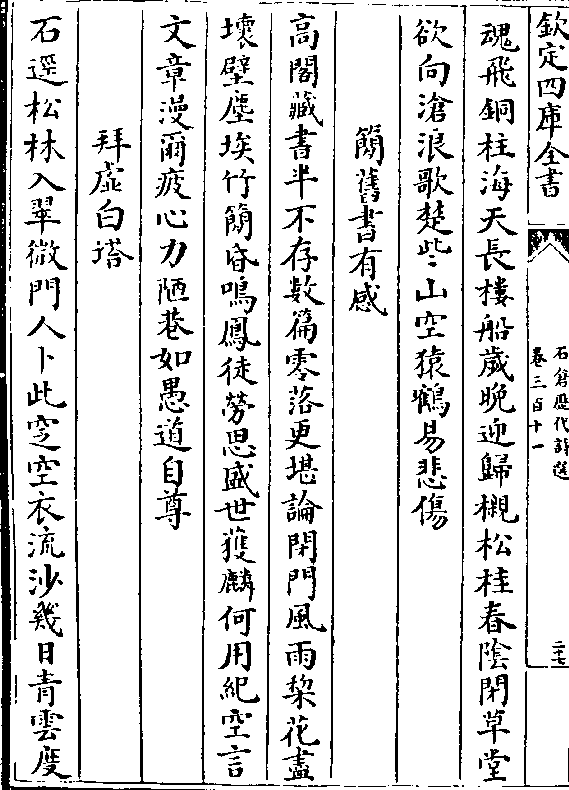 欽定四庫全書
石倉歷代詩選
卷三百十一
二十七
魂飛銅柱海天長樓船歲晚迎歸櫬松桂春陰閉草堂
欲向滄浪歌楚些山空猿鶴易悲傷
簡舊書有感
高閣藏書半不存數篇零落更堪論閉門風雨梨花盡
壞壁塵埃竹簡昏鳴鳳徒勞思盛世獲麟何用紀空言
文章漫爾疲心力陋巷如愚道自尊
拜虛白塔
石逕松林入翠微門人卜此窆空衣流沙幾日青雲度